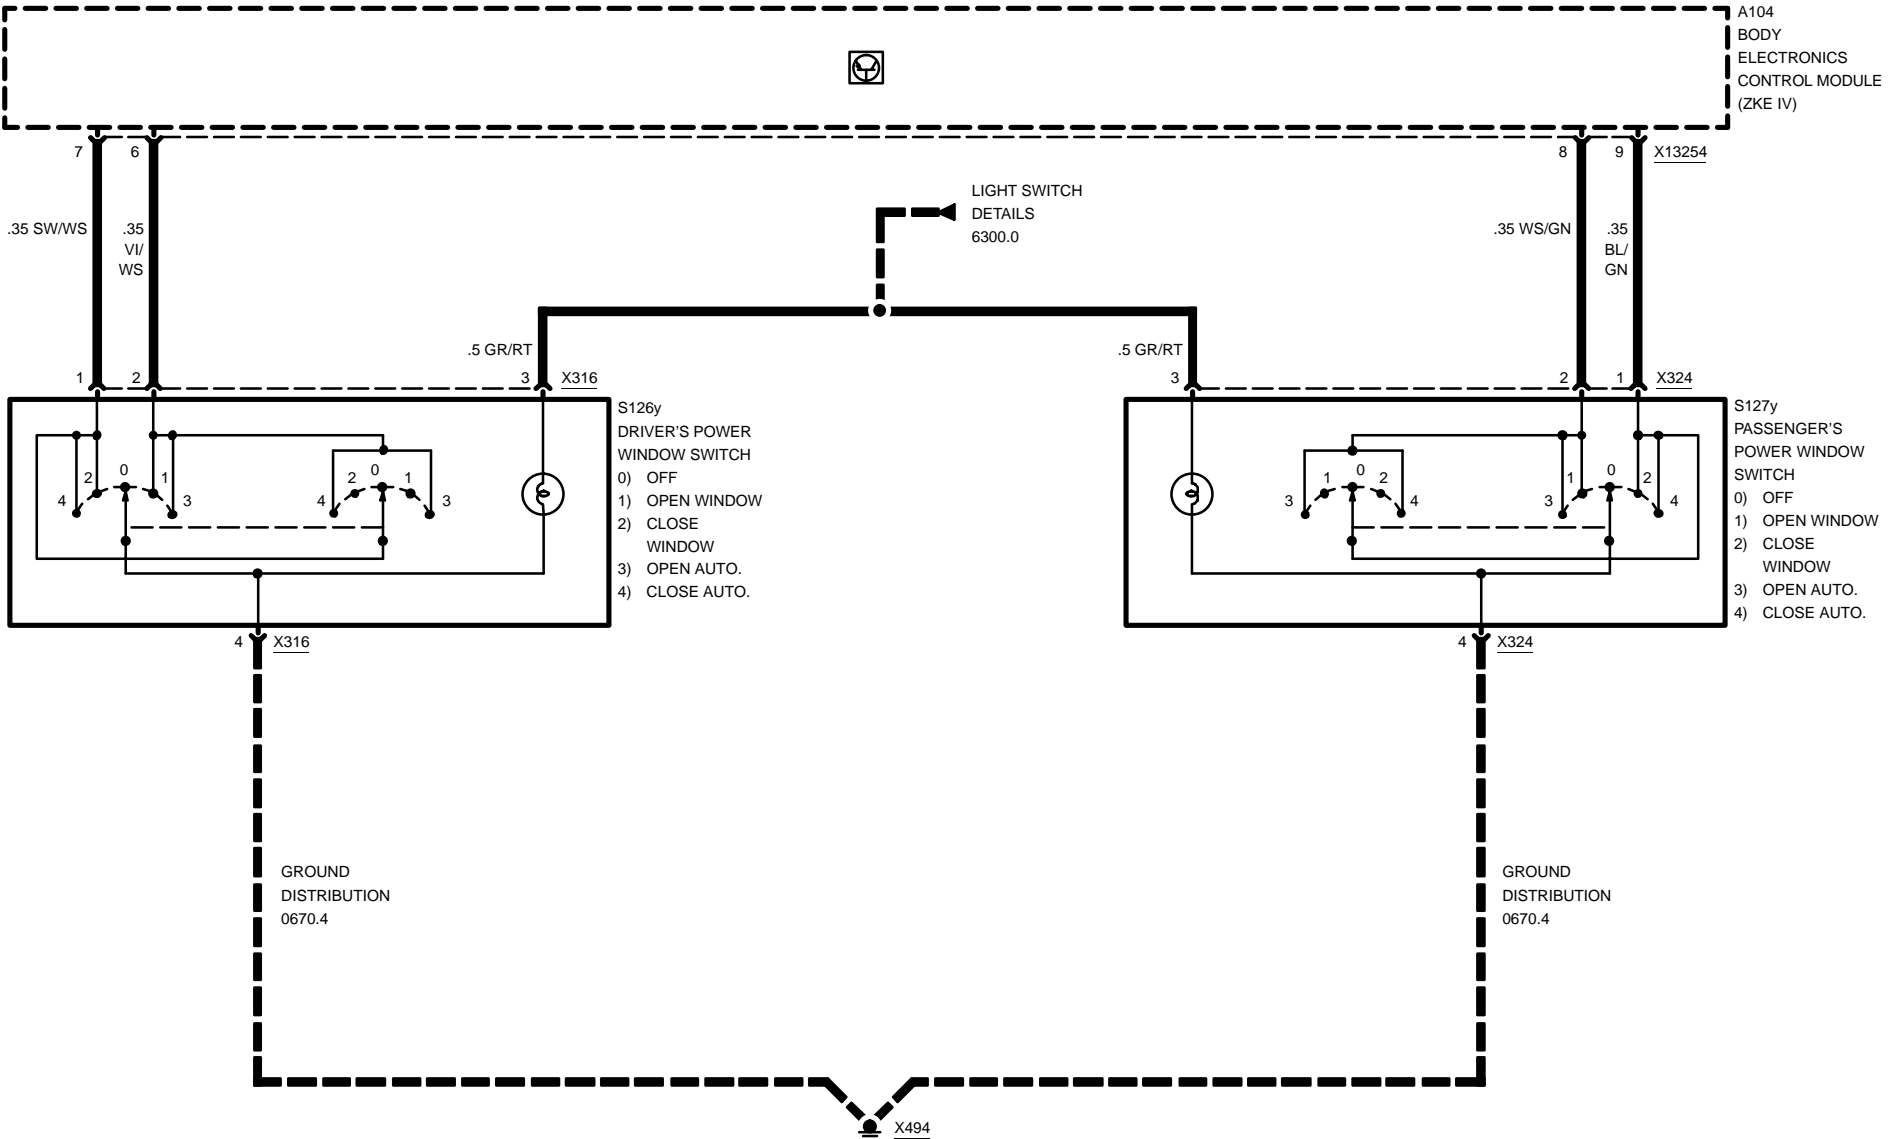 A104
BODY
ELECTRONICS
CONTROL MODULE
(ZKE IV)
7
6
8
9
X13254
LIGHT SWITCH
DETAILS
6300.0
.35 SW/WS
.35
VI/
WS
.35 WS/GN
.35
BL/
GN
.5 GR/RT
.5 GR/RT
1
2
3
X316
3
2
1
X324
S126y
DRIVER'S POWER
WINDOW SWITCH
0) OFF
1) OPEN WINDOW
2) CLOSE
WINDOW
3) OPEN AUTO.
4) CLOSE AUTO.
4
2
0
1
3
4
2
0
1
3
S127y
PASSENGER'S
POWER WINDOW
SWITCH
0) OFF
1) OPEN WINDOW
2) CLOSE
WINDOW
3) OPEN AUTO.
4) CLOSE AUTO.
3
1
0
2
4
3
1
0
2
4
4
X316
4
X324
GROUND
DISTRIBUTION
0670.4
GROUND
DISTRIBUTION
0670.4
X494